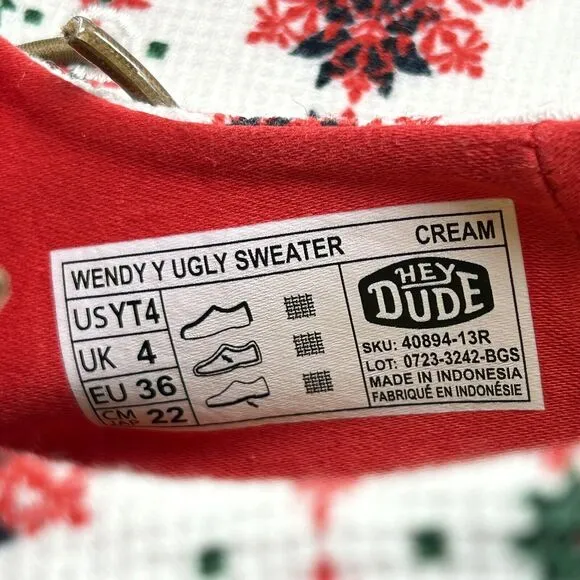 WENDY Y UGLY SWEATER CREAM
US YT4
UK 4
EU 36
CM JAP 22
HEY
DUDE
SKU: 40894-13R
LOT: 0723-3242-BGS
MADE IN INDONESIA
FABRIQUÉ EN INDONÉSIE